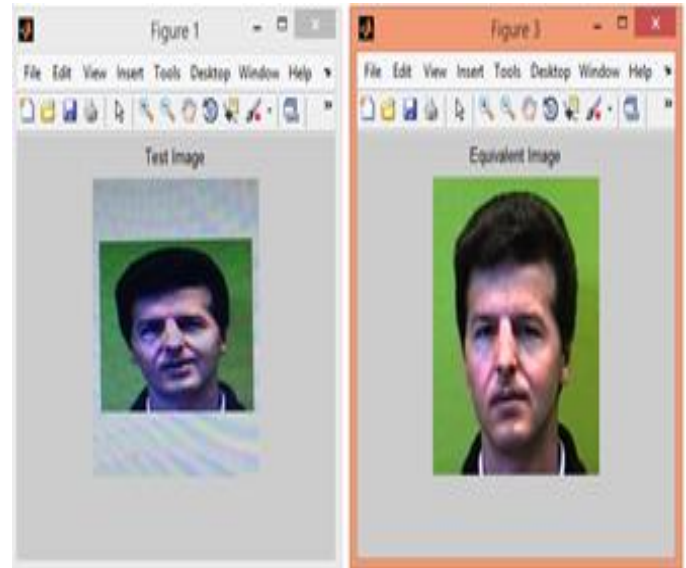 Figure 1
File Edit View Insert Tools Desktop Window Help
Test Image
Figure 3
File Edit View Insert Tools Desktop Window Help
Equivalent Image